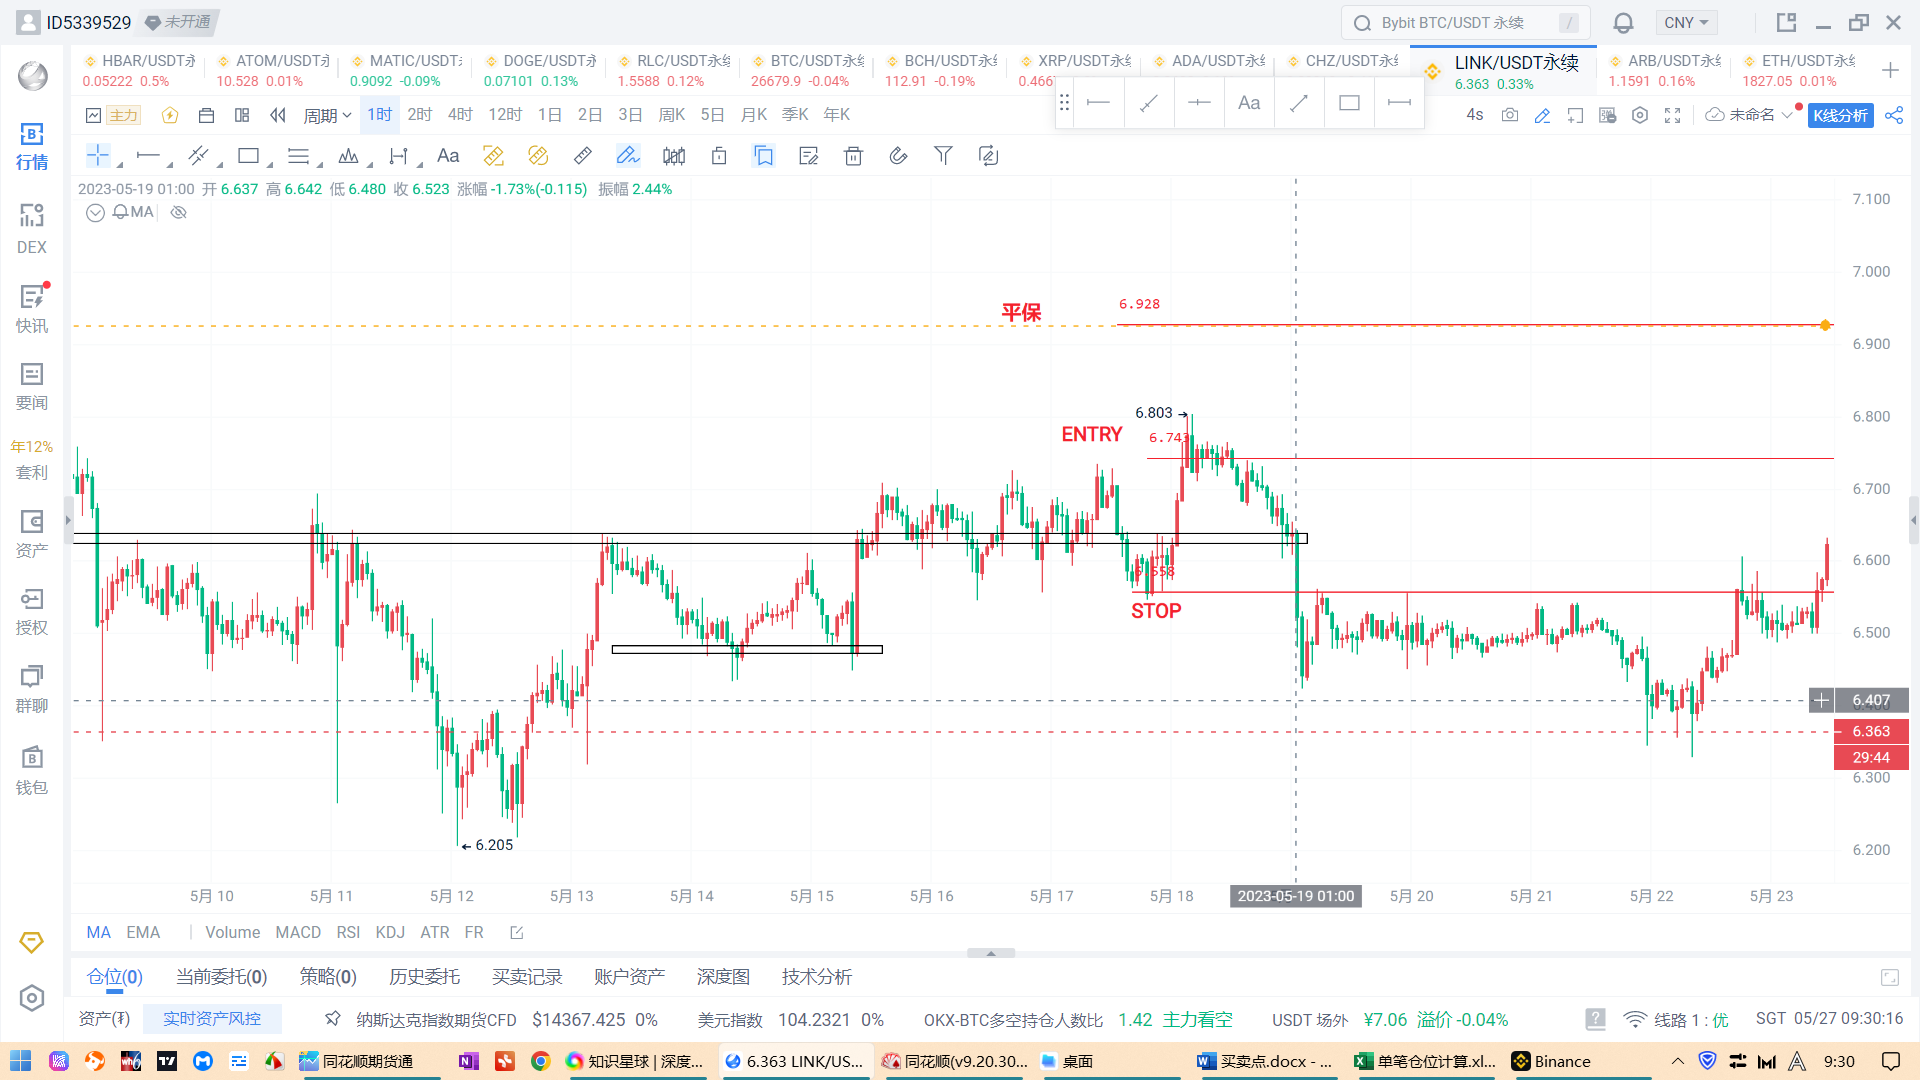 ID5339529 未开通
Bybit BTC/USDT 永续 /
CNY
HBAR/USDT永
0.05222 0.5%
ATOM/USDT永
10.528 0.01%
MATIC/USDT永
0.9092 -0.09%
DOGE/USDT永
0.07101 0.13%
RLC/USDT永续
1.5588 0.12%
BTC/USDT永续
26679.9 -0.04%
BCH/USDT永续
112.91 -0.19%
XRP/USDT永续
0.466
ADA/USDT永续
CHZ/USDT永续
LINK/USDT永续
6.363 0.33%
ARB/USDT永续
1.1591 0.16%
ETH/USDT永续
1827.05 0.01%
主力 周期 1时 2时 4时 12时 1日 2日 3日 周K 5日 月K 季K 年K
Aa
4s 未命名 K线分析
Aa
2023-05-19 01:00 开 6.637 高 6.642 低 6.480 收 6.523 涨幅 -1.73%(-0.115) 振幅 2.44%
MA
行情
DEX
快讯
要闻
年12%
套利
资产
授权
群聊
钱包
平保
6.928
6.803
ENTRY
6.743
6.558
STOP
6.205
7.100
7.000
6.900
6.800
6.700
6.600
6.500
6.407
6.363
29:44
6.300
6.200
5月 10 5月 11 5月 12 5月 13 5月 14 5月 15 5月 16 5月 17 5月 18 2023-05-19 01:00 5月 20 5月 21 5月 22 5月 23
MA EMA Volume MACD RSI KDJ ATR FR
仓位(0) 当前委托(0) 策略(0) 历史委托 买卖记录 账户资产 深度图 技术分析
资产(₮) 实时资产风控 纳斯达克指数期货CFD $14367.425 0% 美元指数 104.2321 0% OKX-BTC多空持仓人数比 1.42 主力看空 USDT 场外 ¥7.06 溢价 -0.04% ? 线路 1 : 优 SGT 05/27 09:30:16
同花顺期货通
知识星球 | 深度...
6.363 LINK/US...
同花顺(v9.20.30...
桌面
买卖点.docx - ...
单笔仓位计算.xl...
Binance
9:30